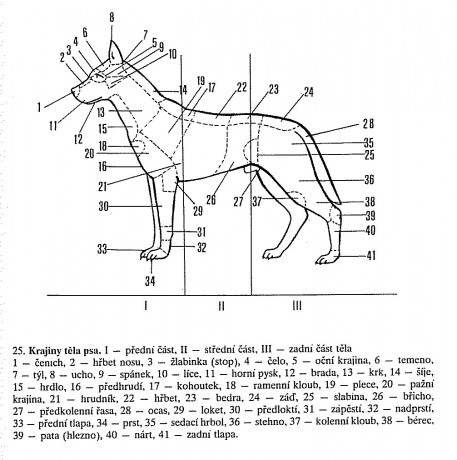 8
6 7 5 9
4
3 10
2
19
14 17 22 23 24
1
11 13 28
12
15 35
18 25
20
16 36
21
26
30 29 27 37 38
39
31 40
33 32
34 41
I II III
25. Krajiny těla psa. I — přední část, II — střední část, III — zadní část těla
1 — čenich, 2 — hřbet nosu, 3 — žlabinka (stop), 4 — čelo, 5 — oční krajina, 6 — temeno,
7 — týl, 8 — ucho, 9 — spánek, 10 — líce, 11 — horní pysk, 12 — brada, 13 — krk, 14 — šíje,
15 — hrdlo, 16 — předhrudí, 17 — kohoutek, 18 — ramenní kloub, 19 — plece, 20 — pažní
krajina, 21 — hrudník, 22 — hřbet, 23 — bedra, 24 — záď, 25 — slabina, 26 — břicho,
27 — předkolenní řasa, 28 — ocas, 29 — loket, 30 — předloktí, 31 — zápěstí, 32 — nadprstí,
33 — přední tlapa, 34 — prst, 35 — sedací hrbol, 36 — stehno, 37 — kolenní kloub, 38 — bérec,
39 — pata (hlezno), 40 — nárt, 41 — zadní tlapa.